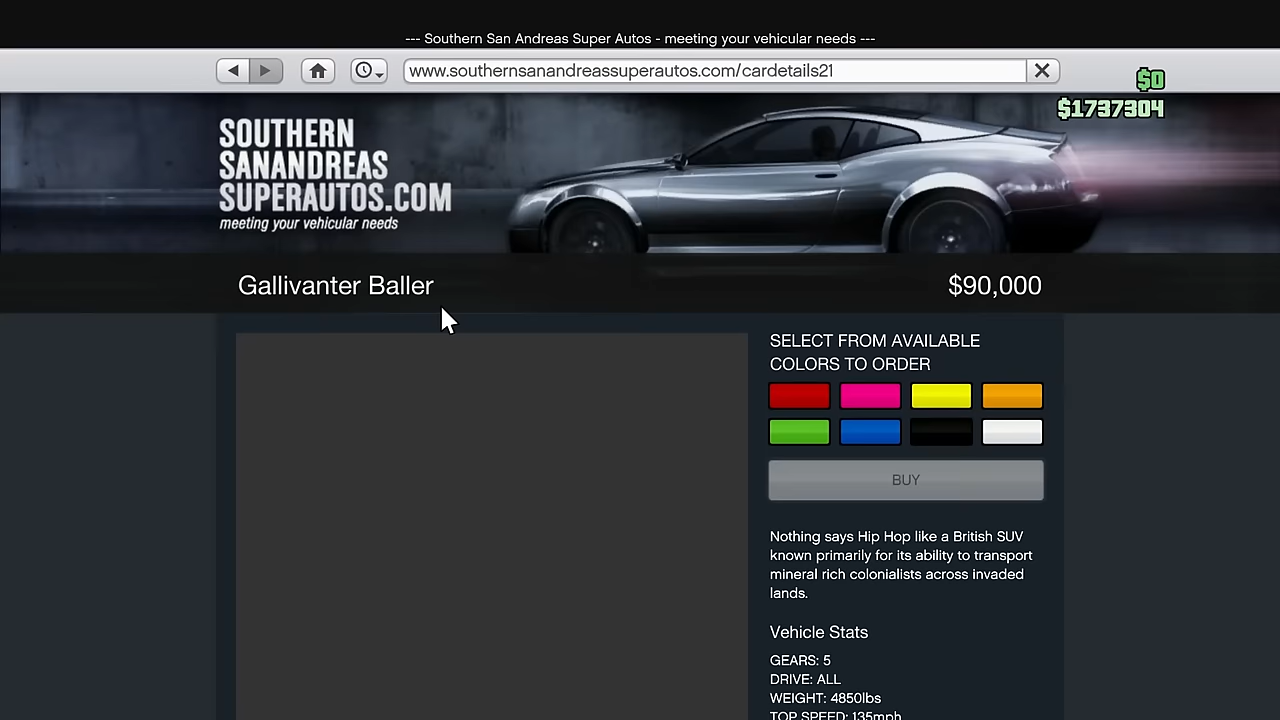 --- Southern San Andreas Super Autos - meeting your vehicular needs ---
www.southernsanandreassuperautos.com/cardetails21
$0
$1737304
SOUTHERN
SANANDREAS
SUPERAUTOS.COM
meeting your vehicular needs
Gallivanter Baller
$90,000
SELECT FROM AVAILABLE
COLORS TO ORDER
BUY
Nothing says Hip Hop like a British SUV
known primarily for its ability to transport
mineral rich colonialists across invaded
lands.
Vehicle Stats
GEARS: 5
DRIVE: ALL
WEIGHT: 4850lbs
TOP SPEED: 135mph